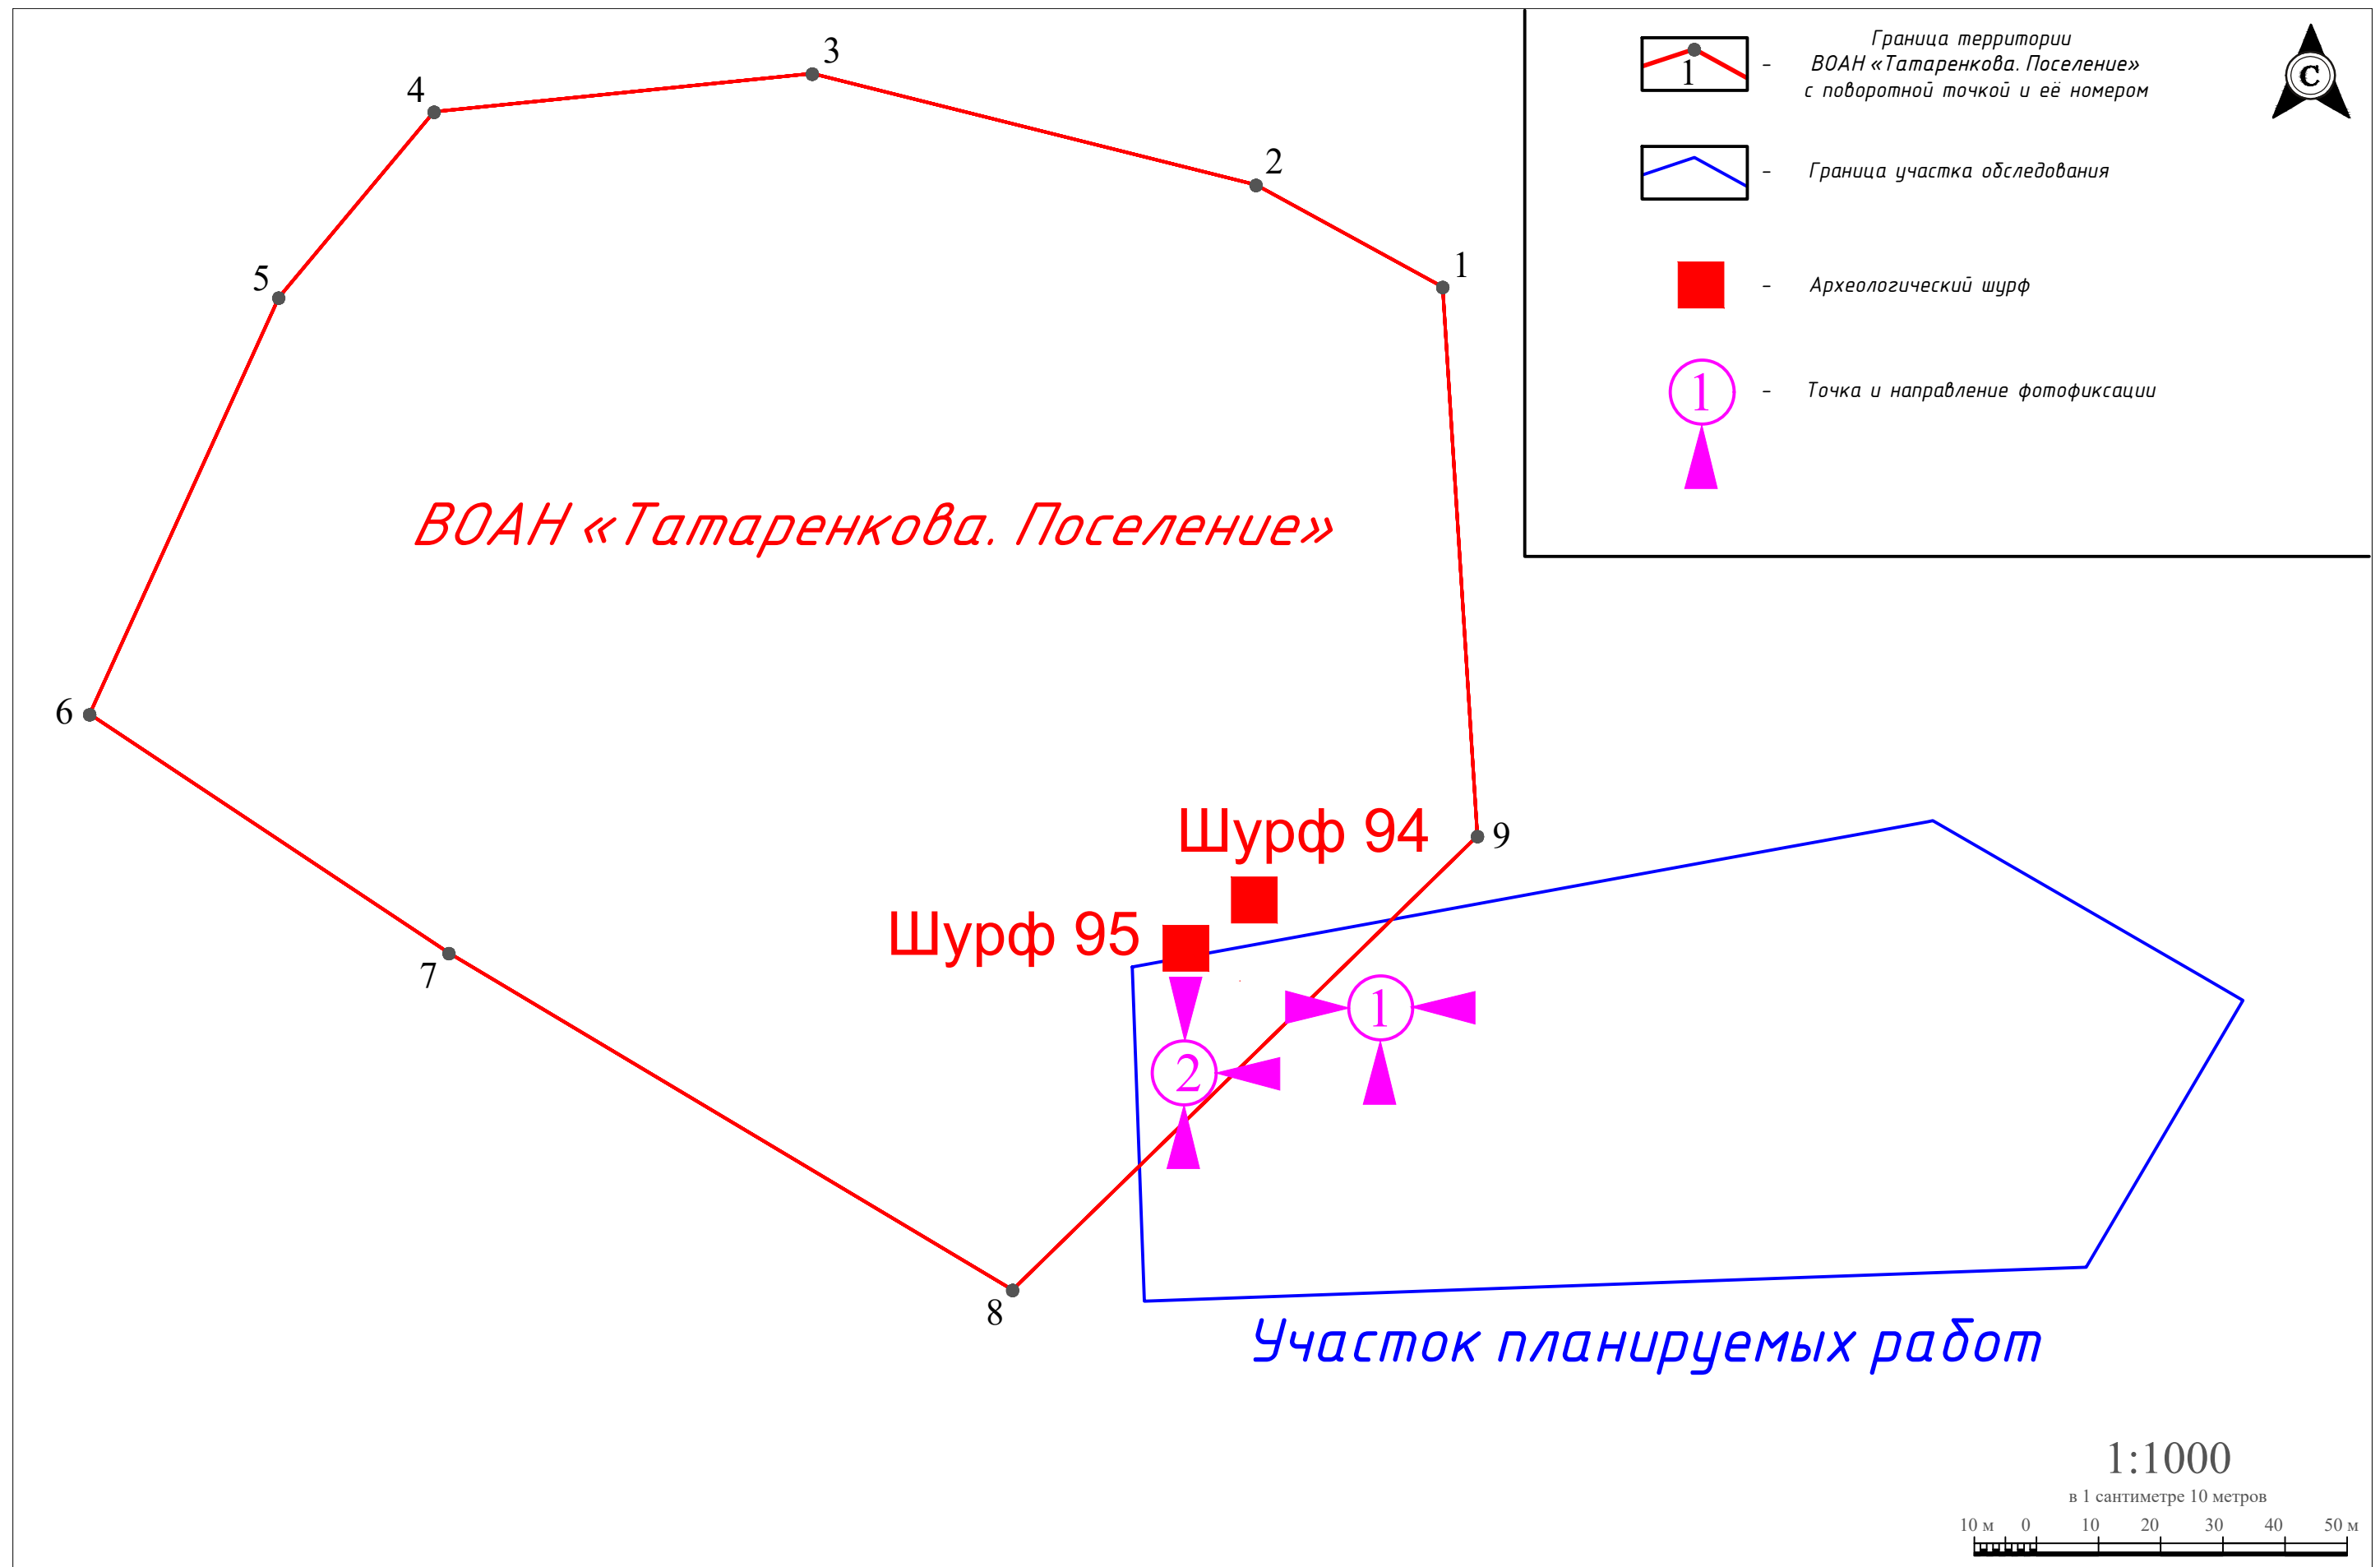 3
4
2
1
5
ВОАН «Татаренкова. Поселение»
6
Шурф 94
9
Шурф 95
7
1
2
8
Участок планируемых работ
1
Граница территории
ВОАН «Татаренкова. Поселение»
с поворотной точкой и её номером
С
- Граница участка обследования
- Археологический шурф
1
- Точка и направление фотофиксации
1:1000
в 1 сантиметре 10 метров
10 м 0 10 20 30 40 50 м